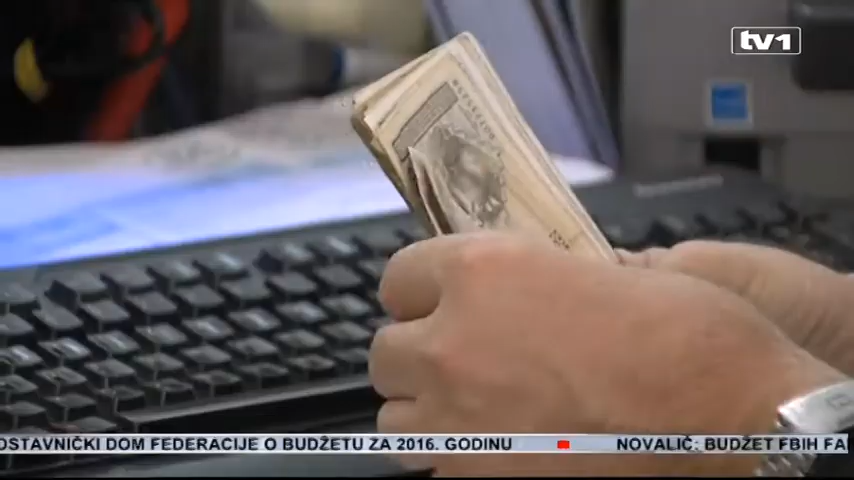 tv1
OSTAVNIČKI DOM FEDERACIJE O BUDŽETU ZA 2016. GODINU NOVALIĆ: BUDŽET FBIH FA